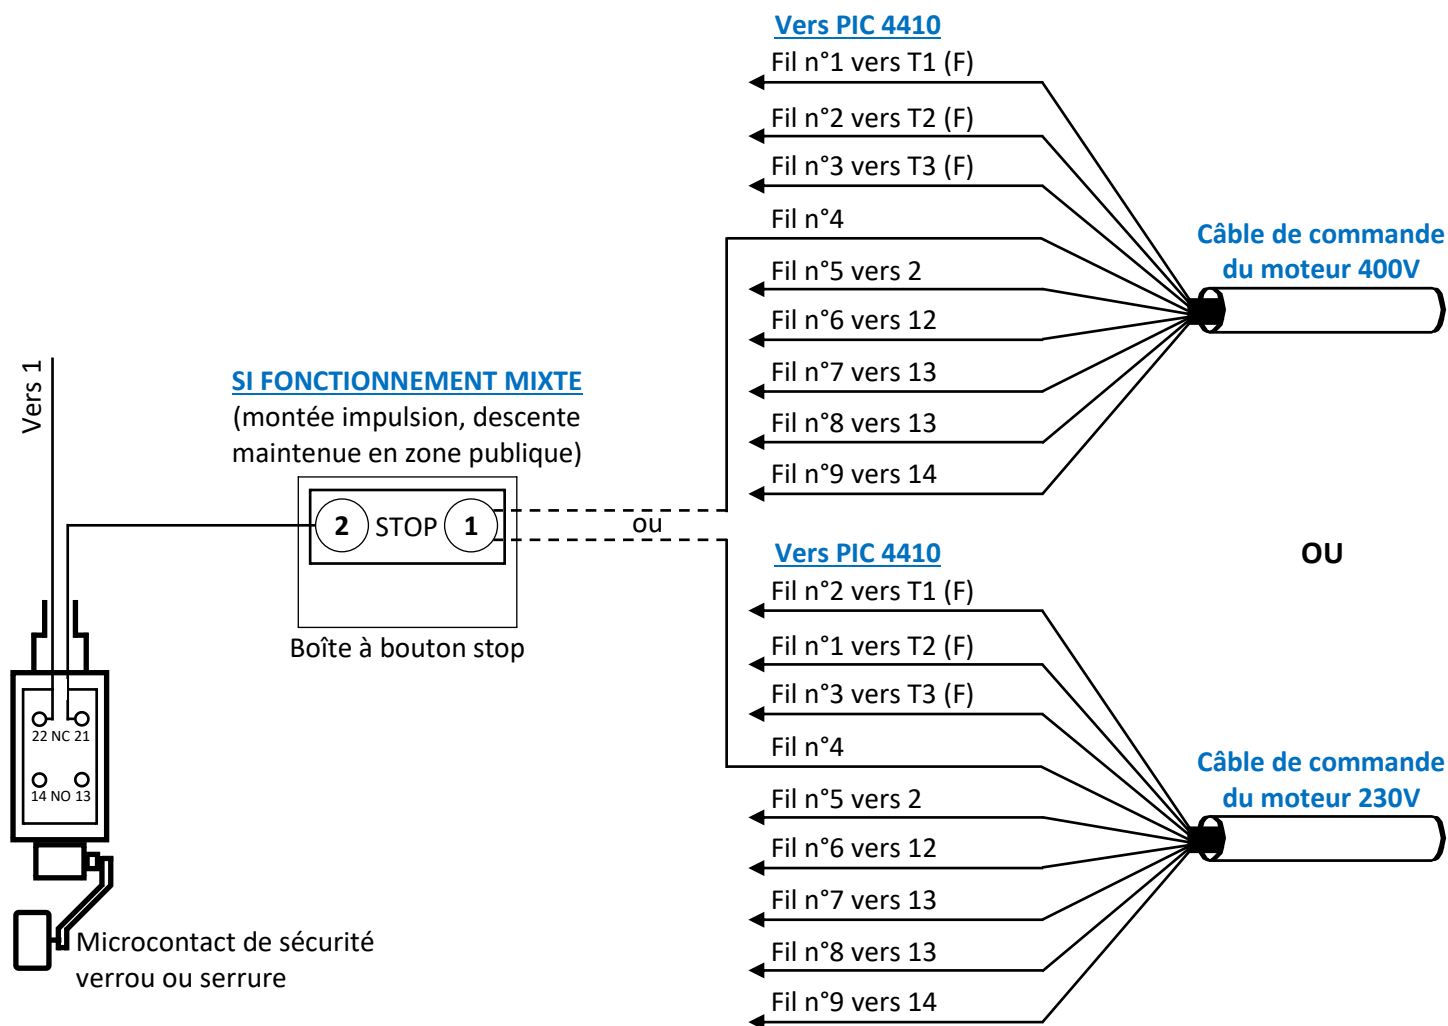 Vers PIC 4410
Fil n°1 vers T1 (F)
Fil n°2 vers T2 (F)
Fil n°3 vers T3 (F)
Fil n°4
Fil n°5 vers 2
Fil n°6 vers 12
Fil n°7 vers 13
Fil n°8 vers 13
Fil n°9 vers 14
Câble de commande
du moteur 400V
Vers 1
SI FONCTIONNEMENT MIXTE
(montée impulsion, descente
maintenue en zone publique)
2 STOP 1
ou
Boîte à bouton stop
OU
Vers PIC 4410
Fil n°2 vers T1 (F)
Fil n°1 vers T2 (F)
Fil n°3 vers T3 (F)
Fil n°4
Fil n°5 vers 2
Fil n°6 vers 12
Fil n°7 vers 13
Fil n°8 vers 13
Fil n°9 vers 14
Câble de commande
du moteur 230V
22 NC 21
14 NO 13
Microcontact de sécurité
verrou ou serrure